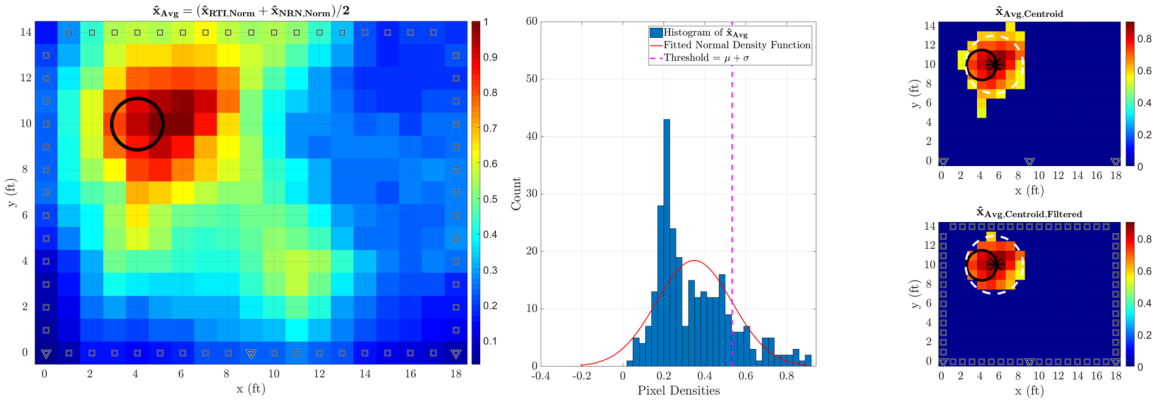 x̂Avg = (x̂RTI,Norm + x̂NRN,Norm)/2
14
12
10
8
6
4
2
0
y (ft)
0 2 4 6 8 10 12 14 16 18
x (ft)
1
0.9
0.8
0.7
0.6
0.5
0.4
0.3
0.2
0.1
60
50
40
30
20
10
0
Count
-0.4 -0.2 0 0.2 0.4 0.6 0.8
Pixel Densities
Histogram of x̂Avg
Fitted Normal Density Function
Threshold = μ + σ
x̂Avg,Centroid
14
12
10
8
6
4
2
0
y (ft)
0 2 4 6 8 10 12 14 16 18
x (ft)
0.8
0.6
0.4
0.2
0
x̂Avg,Centroid,Filtered
14
12
10
8
6
4
2
0
y (ft)
0 2 4 6 8 10 12 14 16 18
x (ft)
0.8
0.6
0.4
0.2
0